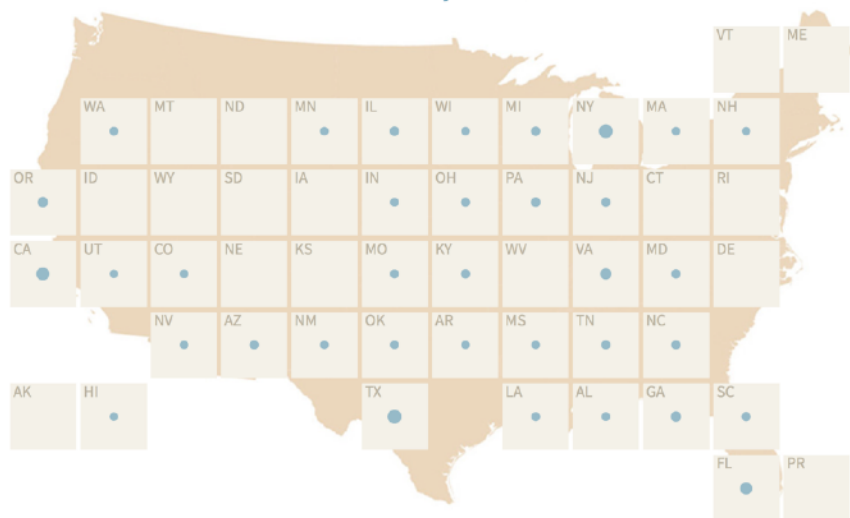 VT ME
WA MT ND MN IL WI MI NY MA NH
OR ID WY SD IA IN OH PA NJ CT RI
CA UT CO NE KS MO KY WV VA MD DE
NV AZ NM OK AR MS TN NC
AK HI TX LA AL GA SC
FL PR